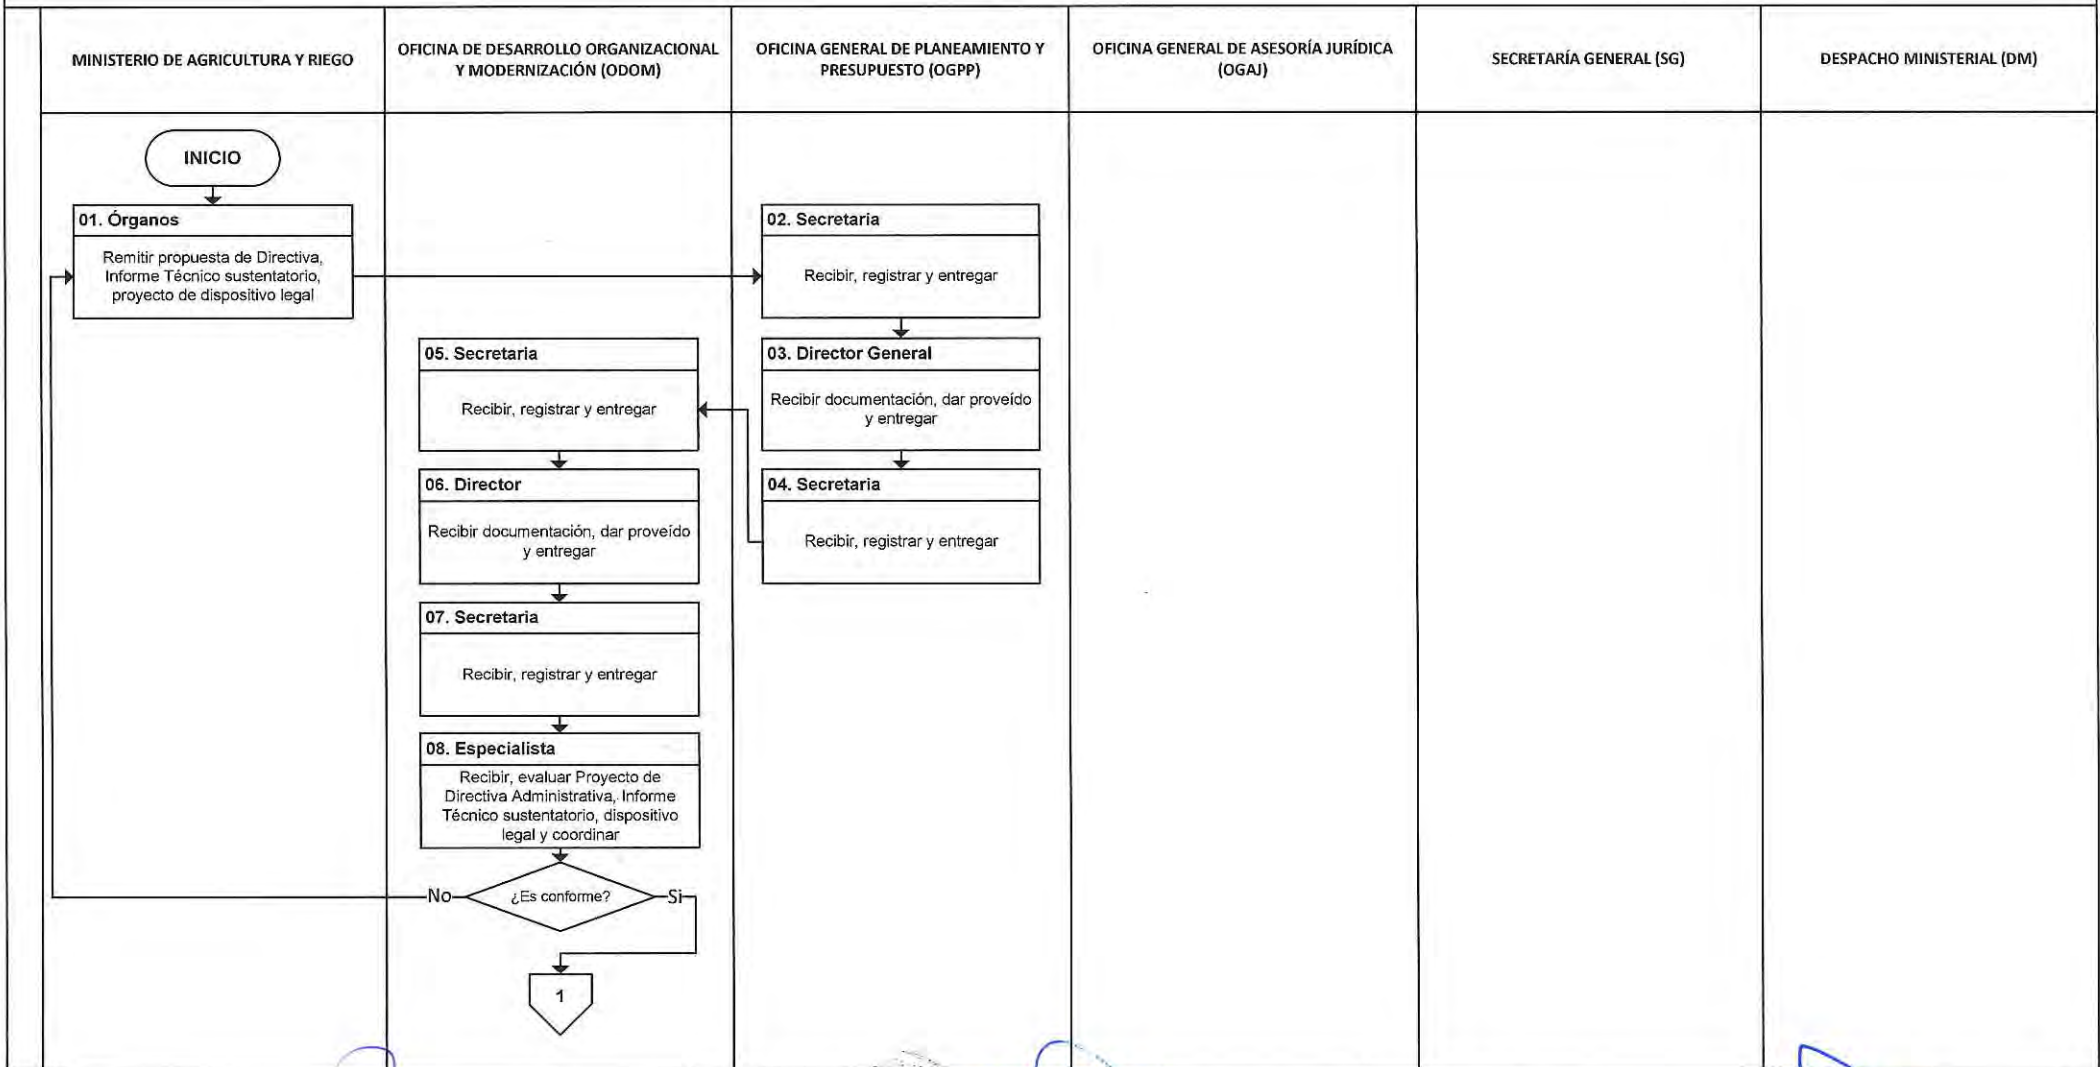 MINISTERIO DE AGRICULTURA Y RIEGO
OFICINA DE DESARROLLO ORGANIZACIONAL
Y MODERNIZACIÓN (ODOM)
OFICINA GENERAL DE PLANEAMIENTO Y
PRESUPUESTO (OGPP)
OFICINA GENERAL DE ASESORÍA JURÍDICA
(OGAJ)
SECRETARÍA GENERAL (SG)
DESPACHO MINISTERIAL (DM)
INICIO
01. Órganos
Remitir propuesta de Directiva,
Informe Técnico sustentatorio,
proyecto de dispositivo legal
02. Secretaria
Recibir, registrar y entregar
03. Director General
Recibir documentación, dar proveído
y entregar
04. Secretaria
Recibir, registrar y entregar
05. Secretaria
Recibir, registrar y entregar
06. Director
Recibir documentación, dar proveído
y entregar
07. Secretaria
Recibir, registrar y entregar
08. Especialista
Recibir, evaluar Proyecto de
Directiva Administrativa, Informe
Técnico sustentatorio, dispositivo
legal y coordinar
No
¿Es conforme?
Si
1